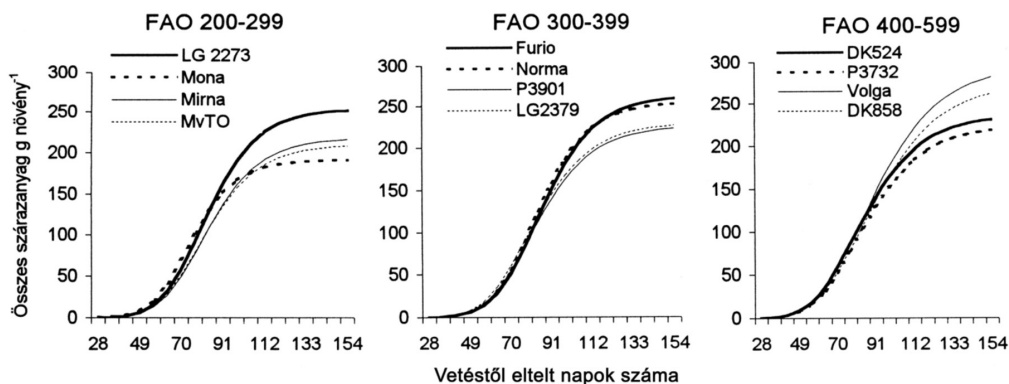 FAO 200-299
LG 2273
Mona
Mirna
MvTO
Összes szárazanyag g növény⁻¹
300
250
200
150
100
50
0
28 49 70 91 112 133 154
FAO 300-399
Furio
Norma
P3901
LG2379
300
250
200
150
100
50
0
28 49 70 91 112 133 154
FAO 400-599
DK524
P3732
Volga
DK858
300
250
200
150
100
50
0
28 49 70 91 112 133 154
Vetéstől eltelt napok száma